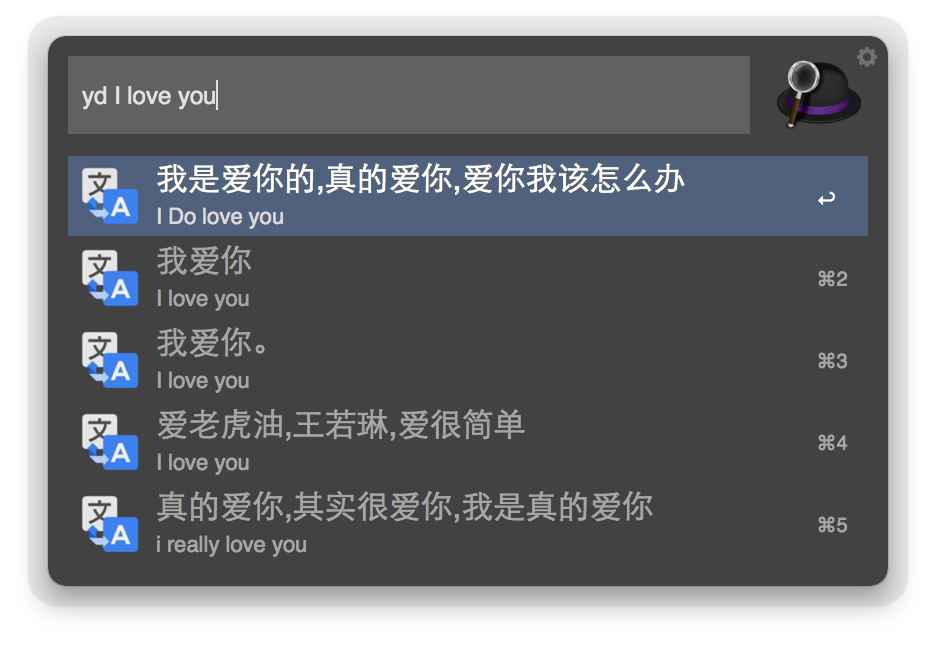 yd I love you
我是爱你的,真的爱你,爱你我该怎么办
I Do love you
我爱你
I love you
⌘2
我爱你。
I love you
⌘3
爱老虎油,王若琳,爱很简单
I love you
⌘4
真的爱你,其实很爱你,我是真的爱你
i really love you
⌘5